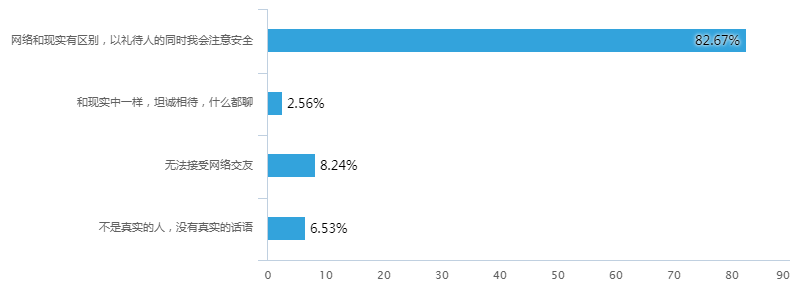 网络和现实有区别，以礼待人的同时我会注意安全
82.67%
和现实中一样，坦诚相待，什么都聊
2.56%
无法接受网络交友
8.24%
不是真实的人，没有真实的话语
6.53%
0 10 20 30 40 50 60 70 80 90